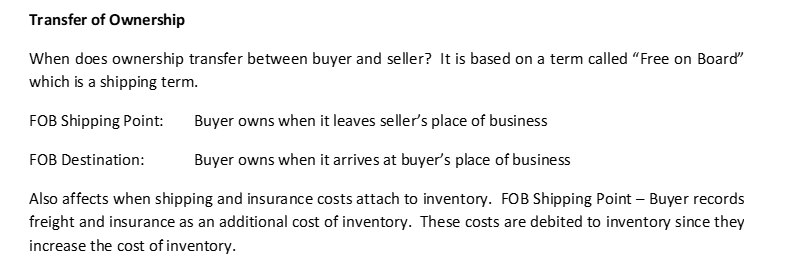 Transfer of Ownership
When does ownership transfer between buyer and seller?  It is based on a term called “Free on Board”
which is a shipping term.
FOB Shipping Point:	Buyer owns when it leaves seller’s place of business
FOB Destination:	Buyer owns when it arrives at buyer’s place of business
Also affects when shipping and insurance costs attach to inventory.  FOB Shipping Point – Buyer records
freight and insurance as an additional cost of inventory.  These costs are debited to inventory since they
increase the cost of inventory.